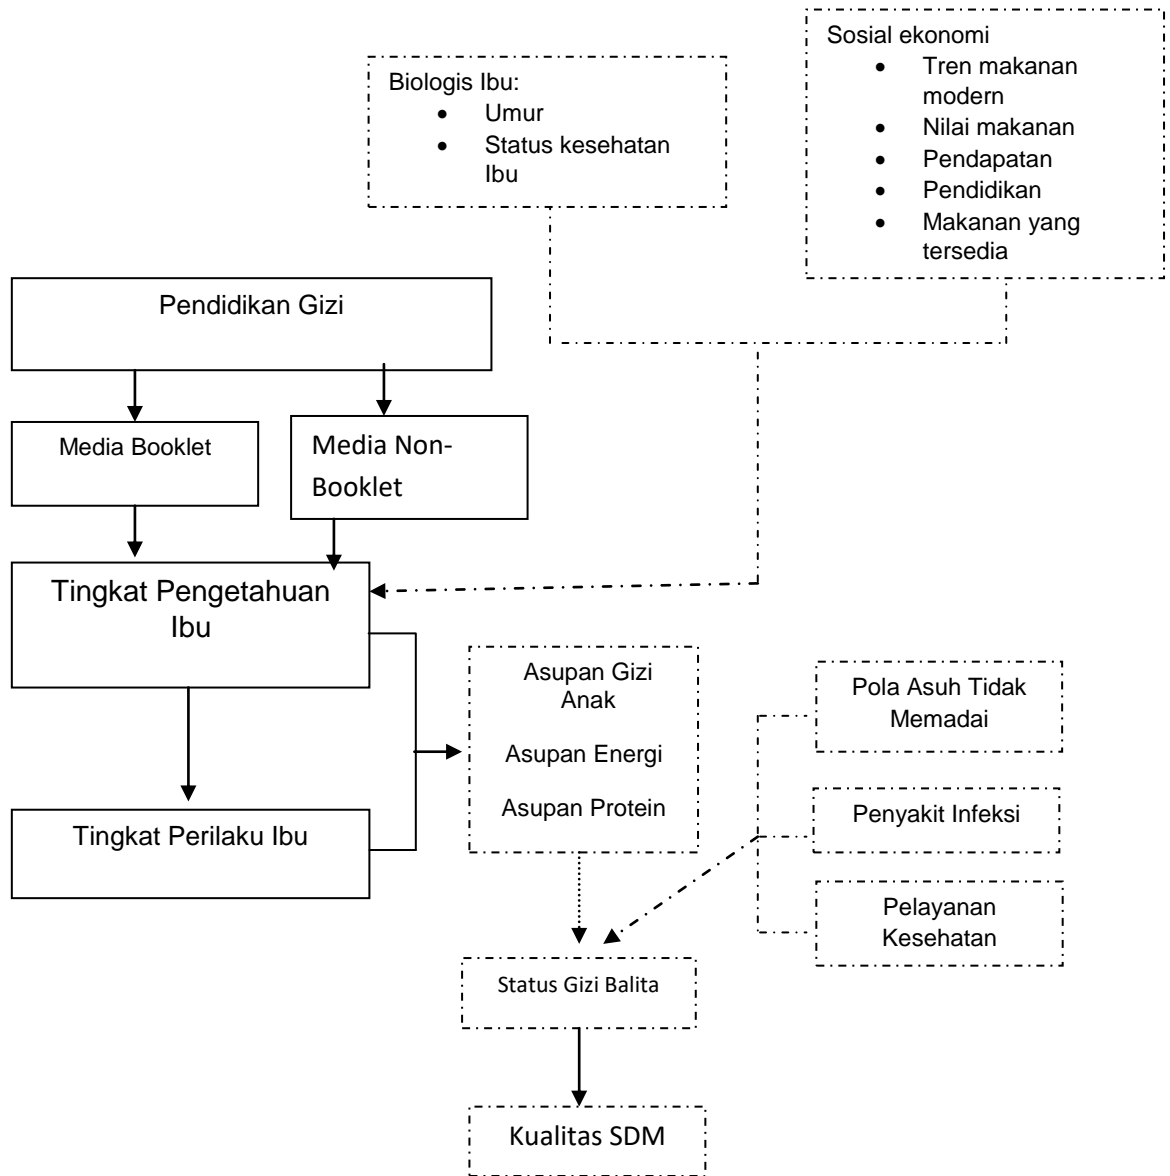 Sosial ekonomi
• Tren makanan
modern
• Nilai makanan
• Pendapatan
• Pendidikan
• Makanan yang
tersedia
Biologis Ibu:
• Umur
• Status kesehatan
Ibu
Pendidikan Gizi
Media Booklet
Media Non-
Booklet
Tingkat Pengetahuan
Ibu
Asupan Gizi
Anak
Asupan Energi
Asupan Protein
Pola Asuh Tidak
Memadai
Penyakit Infeksi
Tingkat Perilaku Ibu
Pelayanan
Kesehatan
Status Gizi Balita
Kualitas SDM